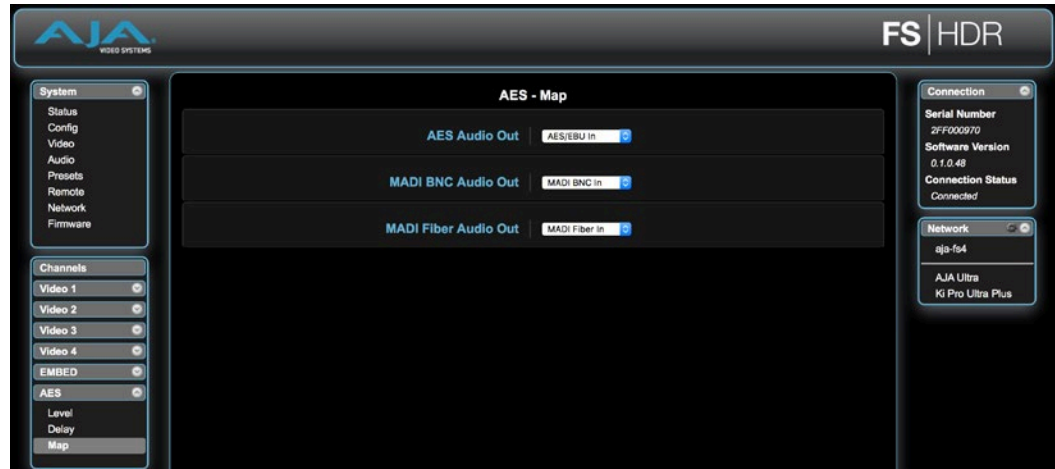 AJA
VIDEO SYSTEMS
FS|HDR
System
Status
Config
Video
Audio
Presets
Remote
Network
Firmware
Channels
Video 1
Video 2
Video 3
Video 4
EMBED
AES
Level
Delay
Map
AES - Map
AES Audio Out
AES/EBU In
MADI BNC Audio Out
MADI BNC In
MADI Fiber Audio Out
MADI Fiber In
Connection
Serial Number
2FF000970
Software Version
0.1.0.48
Connection Status
Connected
Network
aja-fs4
AJA Ultra
Ki Pro Ultra Plus